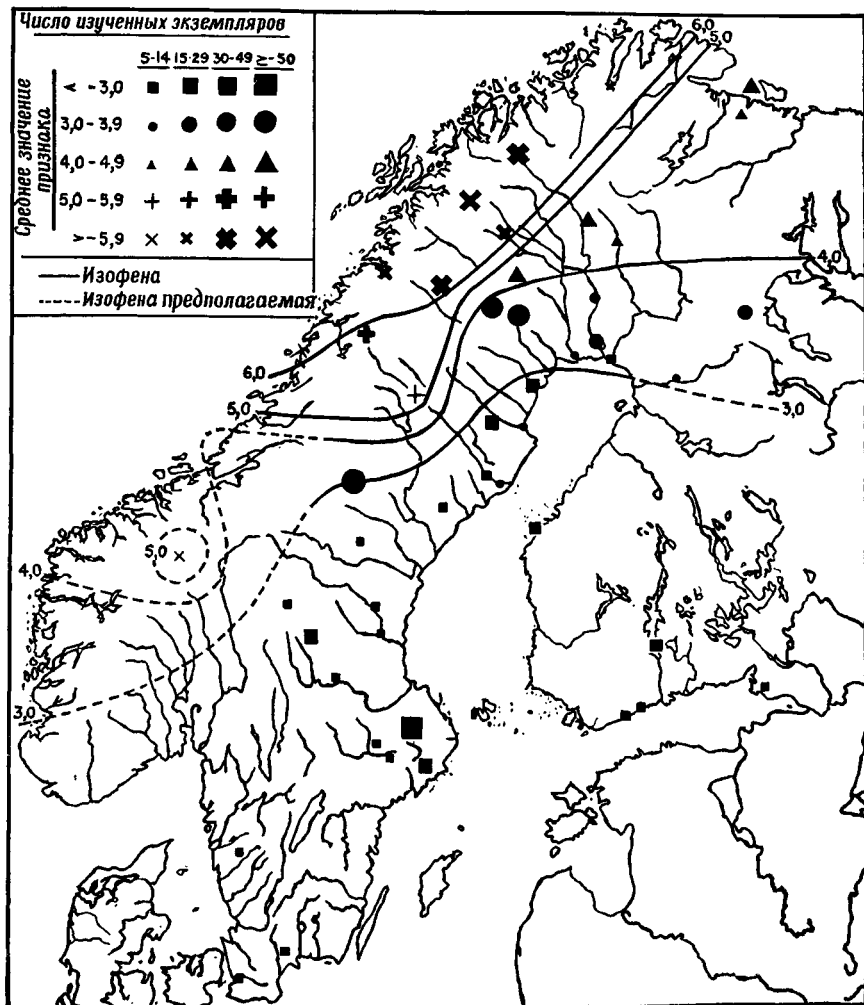 Число изученных экземпляров
5-14 15-29 30-49 ≥-50
Среднее значение признака
< -3,0
3,0-3,9
4,0-4,9
5,0-5,9
>-5,9
Изофена
Изофена предполагаемая
6,0
5,0
4,0
6,0
5,0
3,0
5,0
4,0
3,0